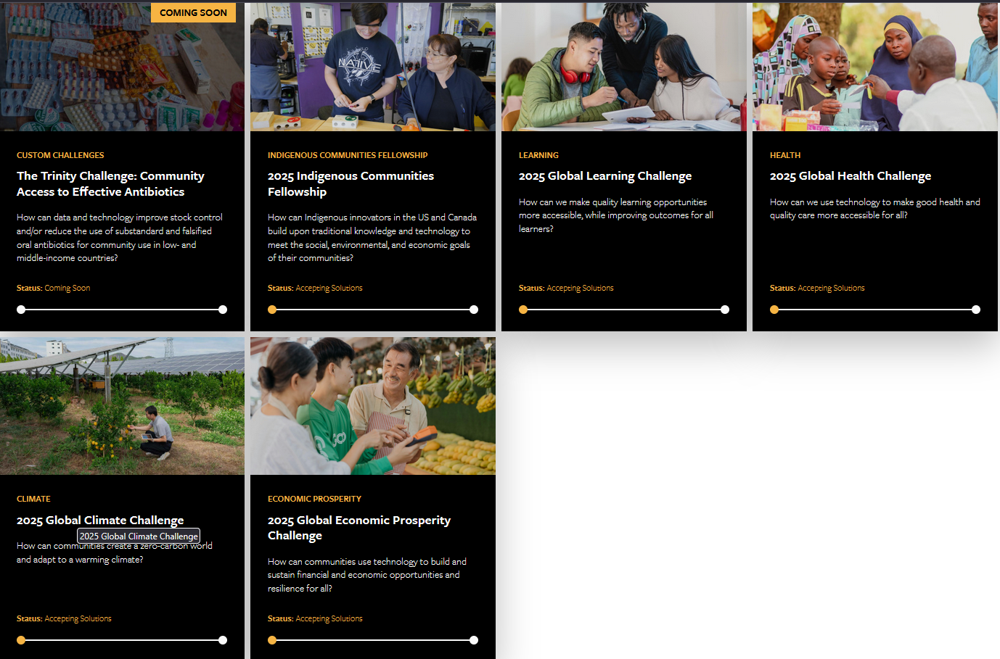 COMING SOON
NATIVE
CUSTOM CHALLENGES
The Trinity Challenge: Community
Access to Effective Antibiotics
How can data and technology improve stock control
and/or reduce the use of substandard and falsified
oral antibiotics for community use in low- and
middle-income countries?
Status: Coming Soon
INDIGENOUS COMMUNITIES FELLOWSHIP
2025 Indigenous Communities
Fellowship
How can Indigenous innovators in the US and Canada
build upon traditional knowledge and technology to
meet the social, environmental, and economic goals
of their communities?
Status: Accepting Solutions
LEARNING
2025 Global Learning Challenge
How can we make quality learning opportunities
more accessible, while improving outcomes for all
learners?
Status: Accepting Solutions
HEALTH
2025 Global Health Challenge
How can we use technology to make good health and
quality care more accessible for all?
Status: Accepting Solutions
CLIMATE
2025 Global Climate Challenge
2025 Global Climate Challenge
How can communities create a zero-carbon world
and adapt to a warming climate?
Status: Accepting Solutions
ECONOMIC PROSPERITY
2025 Global Economic Prosperity
Challenge
How can communities use technology to build and
sustain financial and economic opportunities and
resilience for all?
Status: Accepting Solutions